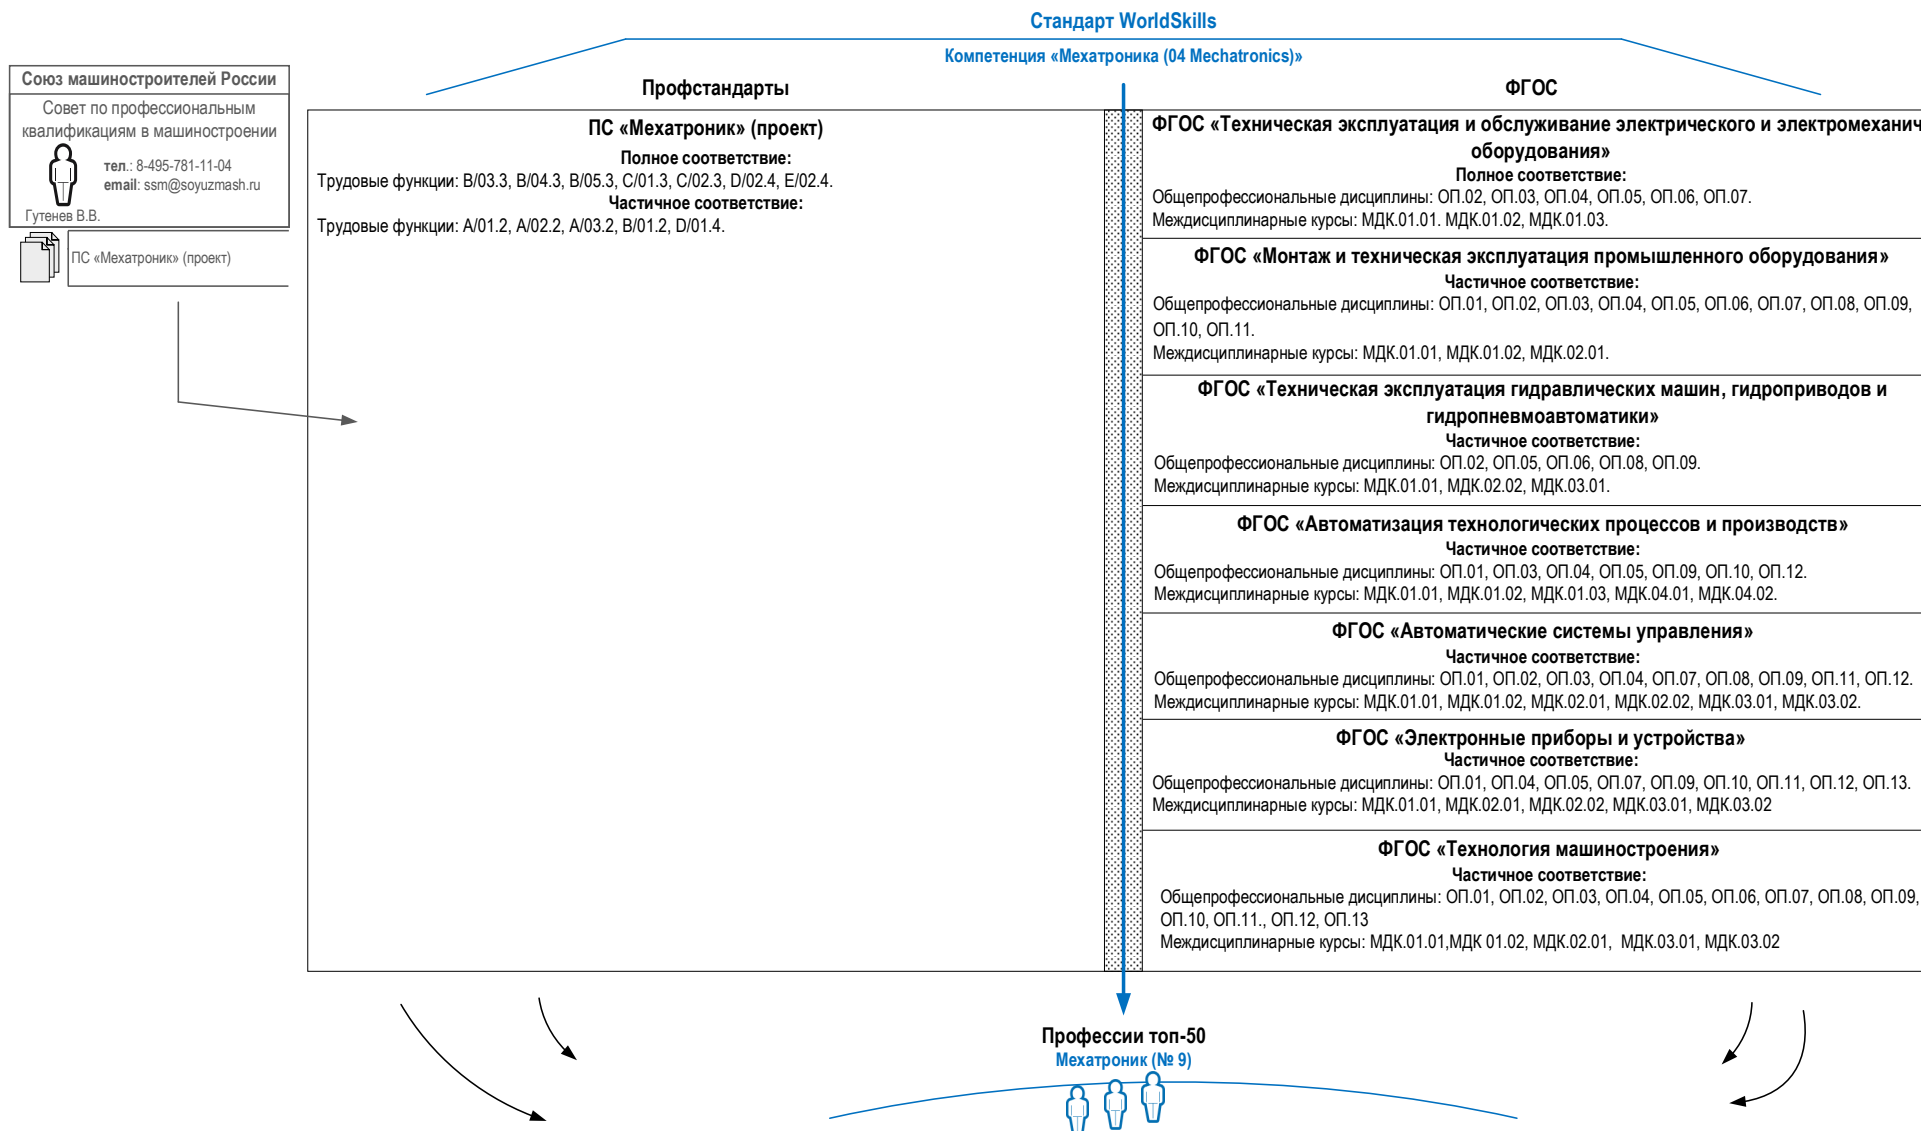 Стандарт WorldSkills
Компетенция «Мехатроника (04 Mechatronics)»
Союз машиностроителей России
Совет по профессиональным
квалификациям в машиностроении
тел.: 8-495-781-11-04
email: ssm@soyuzmash.ru
Гутенев В.В.
ПС «Мехатроник» (проект)
Профстандарты
ПС «Мехатроник» (проект)
Полное соответствие:
Трудовые функции: B/03.3, B/04.3, B/05.3, C/01.3, C/02.3, D/02.4, E/02.4.
Частичное соответствие:
Трудовые функции: A/01.2, A/02.2, A/03.2, B/01.2, D/01.4.
ФГОС
ФГОС «Техническая эксплуатация и обслуживание электрического и электромеханич
оборудования»
Полное соответствие:
Общепрофессиональные дисциплины: ОП.02, ОП.03, ОП.04, ОП.05, ОП.06, ОП.07.
Междисциплинарные курсы: МДК.01.01. МДК.01.02, МДК.01.03.
ФГОС «Монтаж и техническая эксплуатация промышленного оборудования»
Частичное соответствие:
Общепрофессиональные дисциплины: ОП.01, ОП.02, ОП.03, ОП.04, ОП.05, ОП.06, ОП.07, ОП.08, ОП.09,
ОП.10, ОП.11.
Междисциплинарные курсы: МДК.01.01, МДК.01.02, МДК.02.01.
ФГОС «Техническая эксплуатация гидравлических машин, гидроприводов и
гидропневмоавтоматики»
Частичное соответствие:
Общепрофессиональные дисциплины: ОП.02, ОП.05, ОП.06, ОП.08, ОП.09.
Междисциплинарные курсы: МДК.01.01, МДК.02.02, МДК.03.01.
ФГОС «Автоматизация технологических процессов и производств»
Частичное соответствие:
Общепрофессиональные дисциплины: ОП.01, ОП.03, ОП.04, ОП.05, ОП.09, ОП.10, ОП.12.
Междисциплинарные курсы: МДК.01.01, МДК.01.02, МДК.01.03, МДК.04.01, МДК.04.02.
ФГОС «Автоматические системы управления»
Частичное соответствие:
Общепрофессиональные дисциплины: ОП.01, ОП.02, ОП.03, ОП.04, ОП.07, ОП.08, ОП.09, ОП.11, ОП.12.
Междисциплинарные курсы: МДК.01.01, МДК.01.02, МДК.02.01, МДК.02.02, МДК.03.01, МДК.03.02.
ФГОС «Электронные приборы и устройства»
Частичное соответствие:
Общепрофессиональные дисциплины: ОП.01, ОП.04, ОП.05, ОП.07, ОП.09, ОП.10, ОП.11, ОП.12, ОП.13.
Междисциплинарные курсы: МДК.01.01, МДК.02.01, МДК.02.02, МДК.03.01, МДК.03.02
ФГОС «Технология машиностроения»
Частичное соответствие:
Общепрофессиональные дисциплины: ОП.01, ОП.02, ОП.03, ОП.04, ОП.05, ОП.06, ОП.07, ОП.08, ОП.09,
ОП.10, ОП.11., ОП.12, ОП.13
Междисциплинарные курсы: МДК.01.01,МДК 01.02, МДК.02.01, МДК.03.01, МДК.03.02
Профессии топ-50
Мехатроник (№ 9)